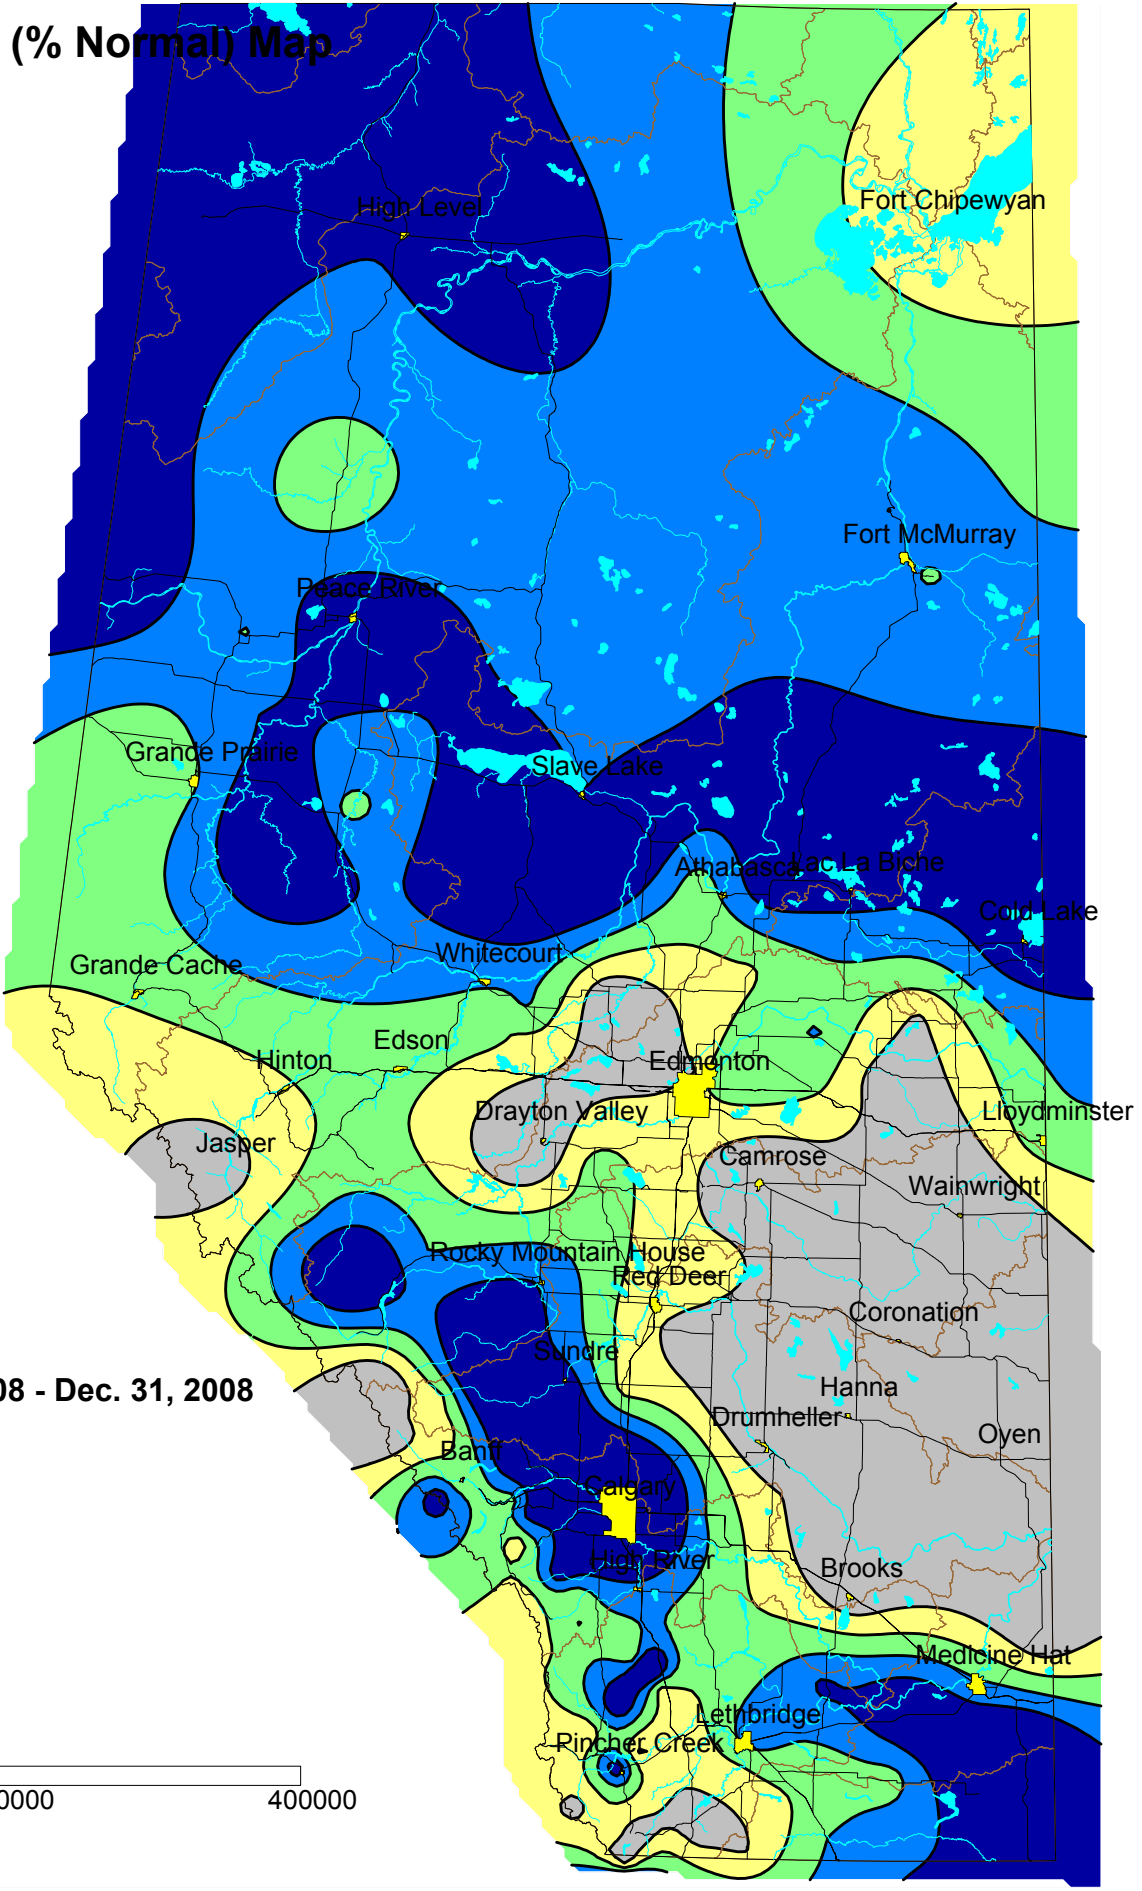 (% Normal) Map
High Level
Fort Chipewyan
Fort McMurray
Peace River
Grande Prairie
Slave Lake
Athabasca
Lac La Biche
Cold Lake
Whitecourt
Grande Cache
Edson
Hinton
Edmonton
Drayton Valley
Lloydminster
Jasper
Camrose
Wainwright
Rocky Mountain House
Red Deer
Coronation
Sundre
08 - Dec. 31, 2008
Hanna
Drumheller
Oyen
Banff
Calgary
High River
Brooks
Medicine Hat
Lethbridge
Pincher Creek
0000 400000